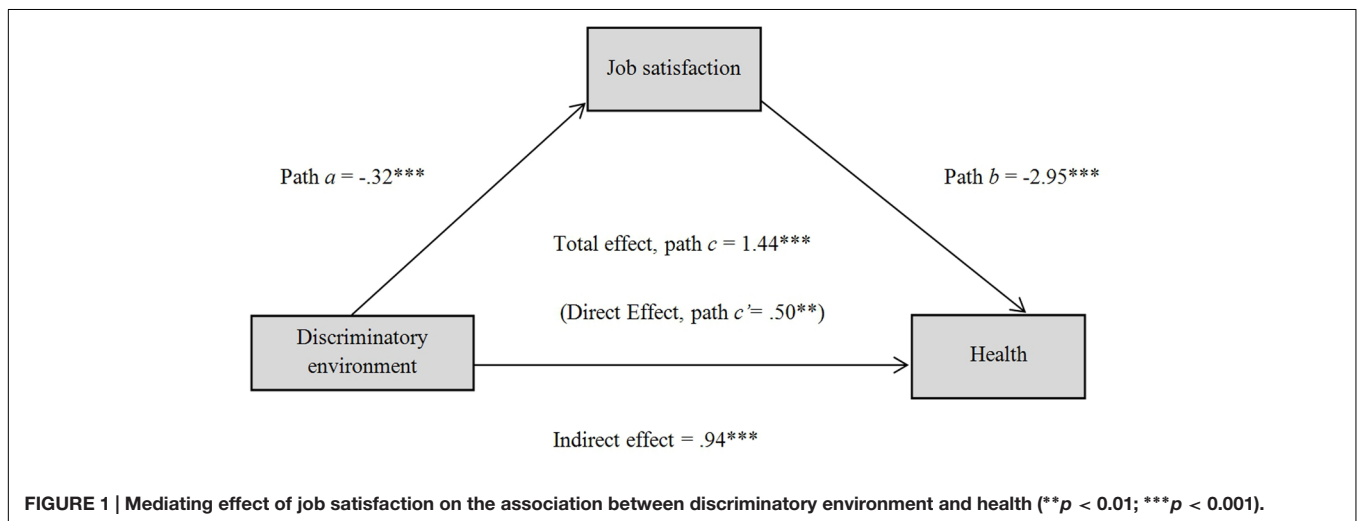 Job satisfaction
Path a = -.32***
Path b = -2.95***
Total effect, path c = 1.44***
(Direct Effect, path c’= .50**)
Discriminatory
environment
Health
Indirect effect = .94***
FIGURE 1 | Mediating effect of job satisfaction on the association between discriminatory environment and health (**p < 0.01; ***p < 0.001).